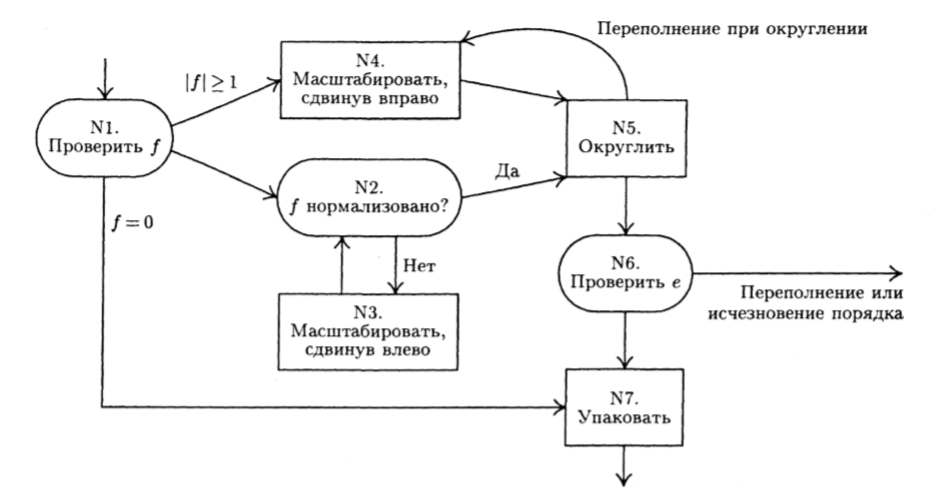 Переполнение при округлении
N4.
Масштабировать,
сдвинув вправо
|f| ≥ 1
N1.
Проверить f
N5.
Округлить
N2.
f нормализовано?
Да
f = 0
Нет
N6.
Проверить e
Переполнение или
исчезновение порядка
N3.
Масштабировать,
сдвинув влево
N7.
Упаковать